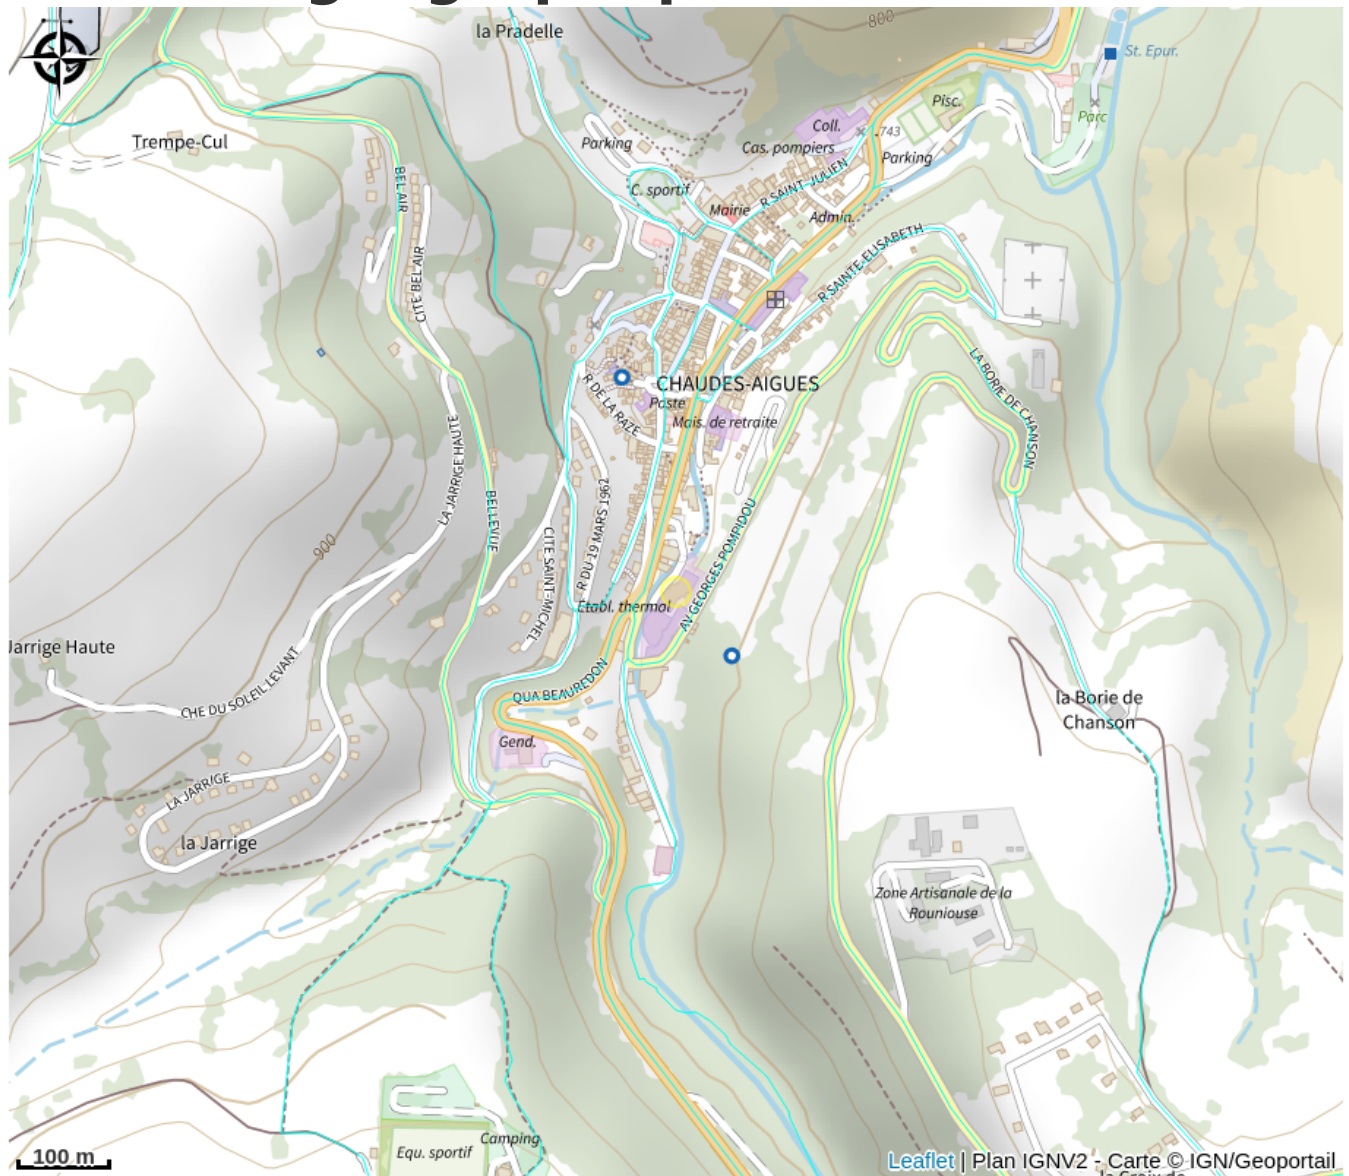 800
la Pradelle
St. Epur.
Pisc.
Parc
Coll.
743
Trempe-Cul
Parking
Cas. pompiers
Parking
BEL AIR
C. sportif
R SAINT-JULIEN
Mairie
Admin.
R SAINTE-ELISABETH
CITE BEL AIR
LA BORIE DE CHANSON
CHAUDES-AIGUES
R DE LA RAZE
Poste
Mais. de retraite
LA JARRIGE HAUTE
BELLEVUE
R DU 19 MARS 1962
AV GEORGES POMPIDOU
900
CITE SAINT-MICHEL
Etabl. thermal
Jarrige Haute
CHE DU SOLEIL LEVANT
QUA BEAUREDON
la Borie de
Chanson
Gend.
LA JARRIGE
la Jarrige
Zone Artisanale de la
Rouniouse
Camping
Equ. sportif
100 m
Leaflet | Plan IGNV2 - Carte © IGN/Geoportail